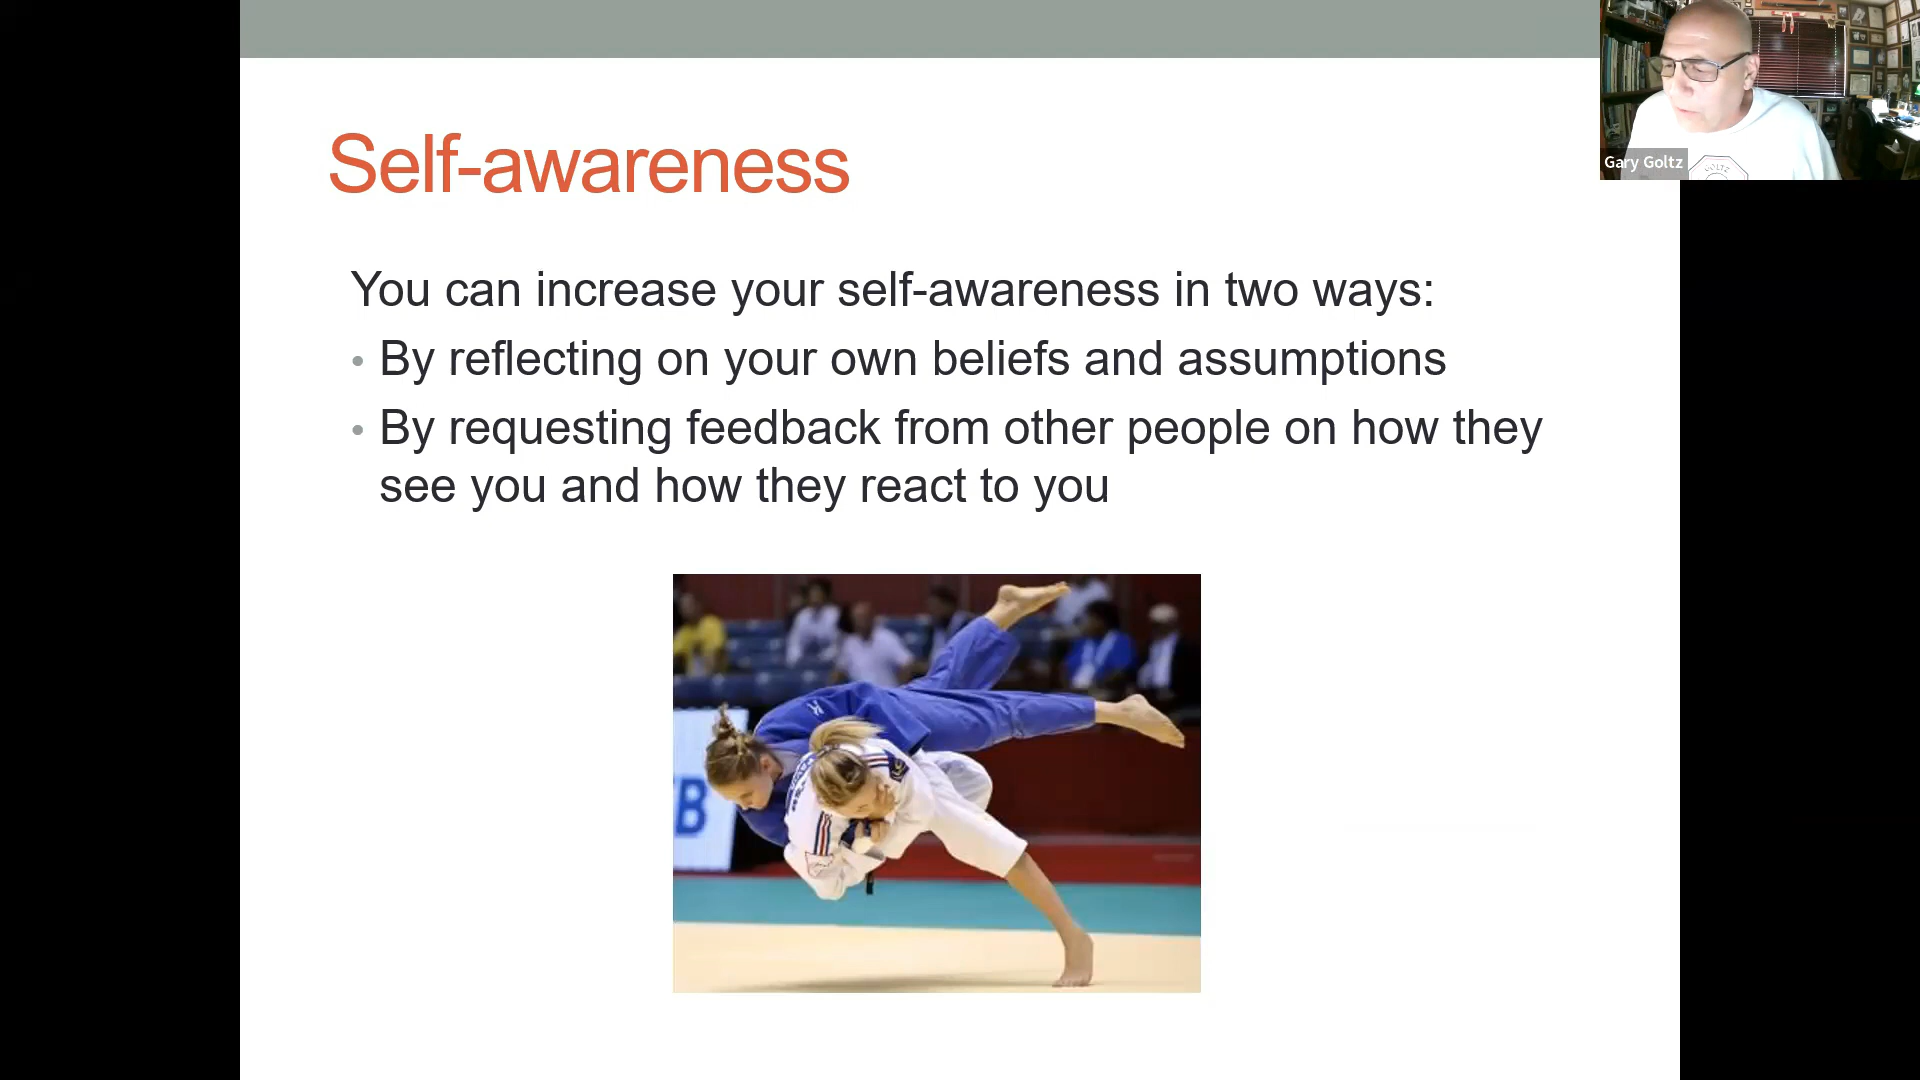 Self-awareness
You can increase your self-awareness in two ways:
• By reflecting on your own beliefs and assumptions
• By requesting feedback from other people on how they
see you and how they react to you
Gary Goltz
GOLTZ
B